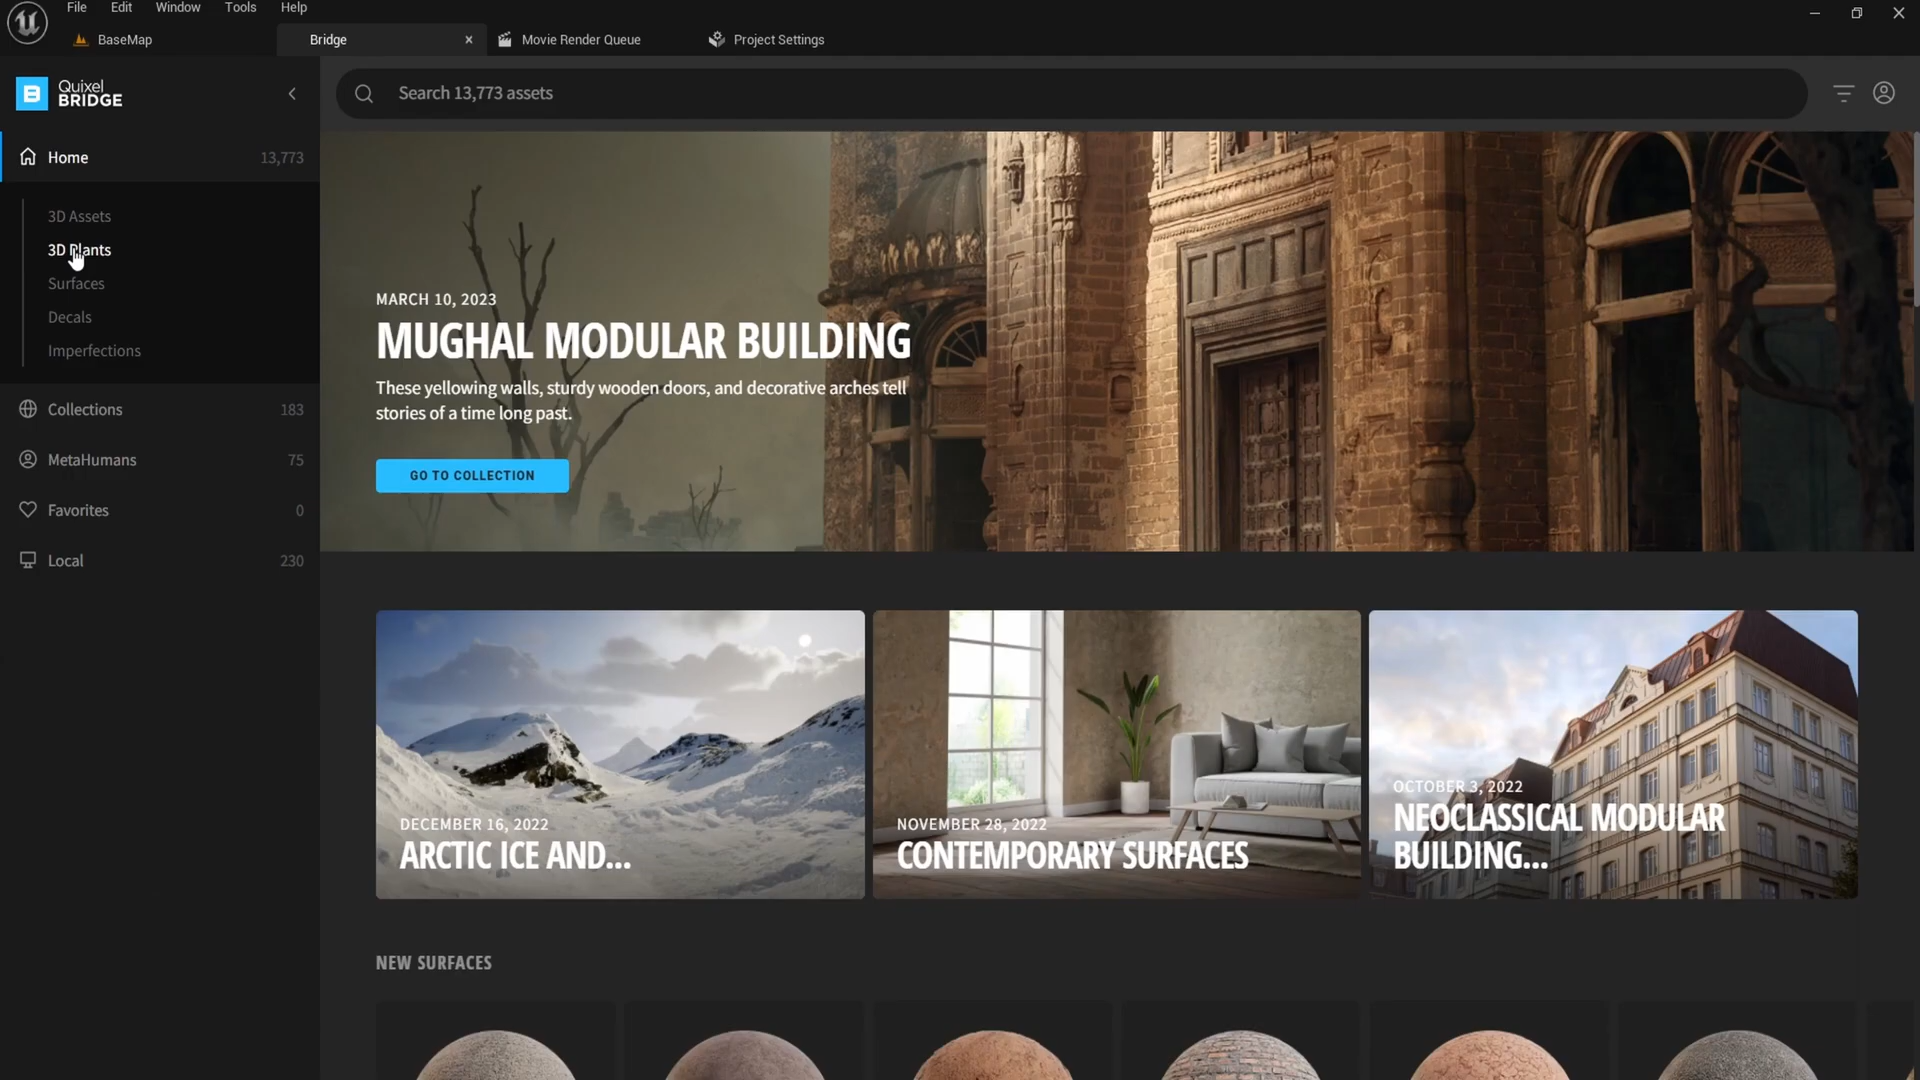 File Edit Window Tools Help
BaseMap
Bridge
Movie Render Queue
Project Settings
Quixel
BRIDGE
Search 13,773 assets
Home 13,773
3D Assets
3D Plants
Surfaces
Decals
Imperfections
Collections 183
MetaHumans 75
Favorites 0
Local 230
MARCH 10, 2023
MUGHAL MODULAR BUILDING
These yellowing walls, sturdy wooden doors, and decorative arches tell
stories of a time long past.
GO TO COLLECTION
DECEMBER 16, 2022
ARCTIC ICE AND...
NOVEMBER 28, 2022
CONTEMPORARY SURFACES
OCTOBER 3, 2022
NEOCLASSICAL MODULAR
BUILDING...
NEW SURFACES